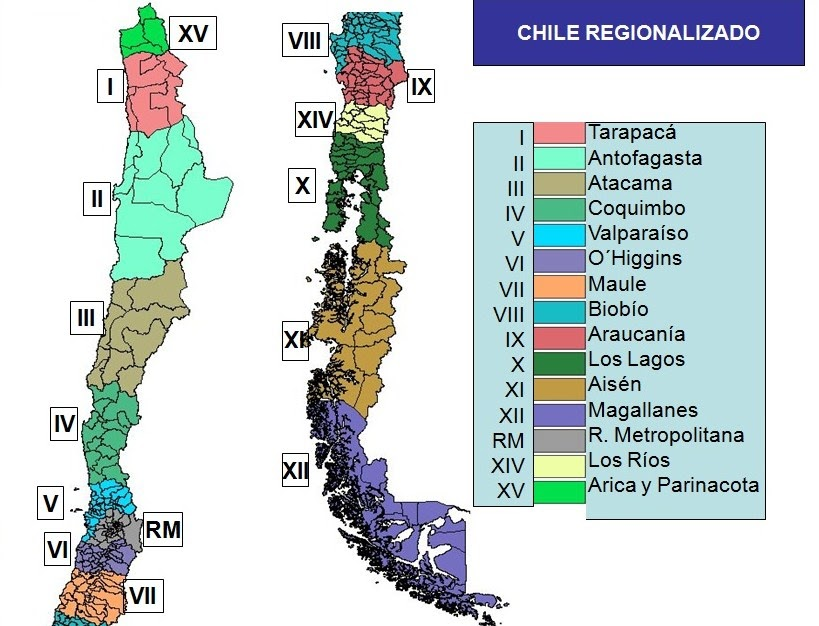 CHILE REGIONALIZADO
XV
I
II
III
IV
V
RM
VI
VII
VIII
IX
XIV
X
XI
XII
I Tarapacá
II Antofagasta
III Atacama
IV Coquimbo
V Valparaíso
VI O´Higgins
VII Maule
VIII Biobío
IX Araucanía
X Los Lagos
XI Aisén
XII Magallanes
RM R. Metropolitana
XIV Los Ríos
XV Arica y Parinacota